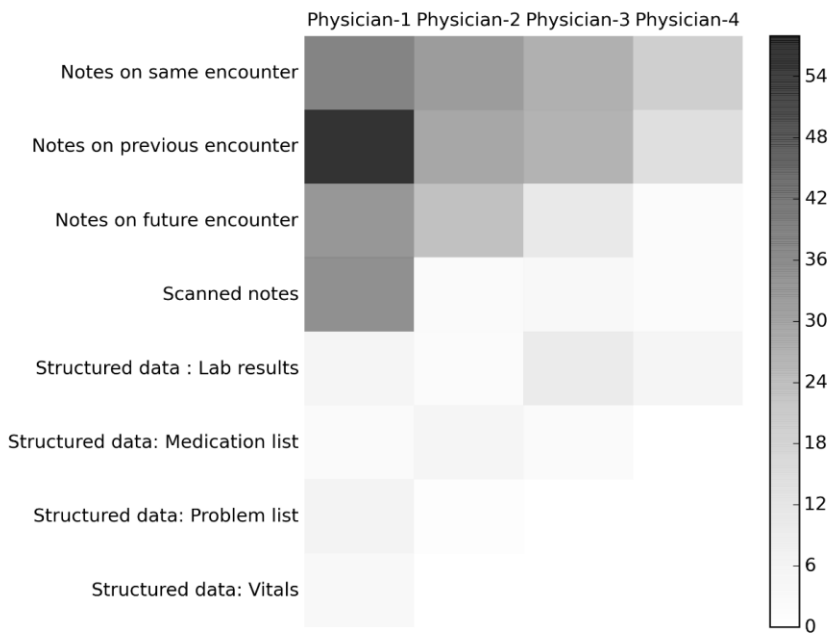 Physician-1 Physician-2 Physician-3 Physician-4
Notes on same encounter
Notes on previous encounter
Notes on future encounter
Scanned notes
Structured data : Lab results
Structured data: Medication list
Structured data: Problem list
Structured data: Vitals
54
48
42
36
30
24
18
12
6
0